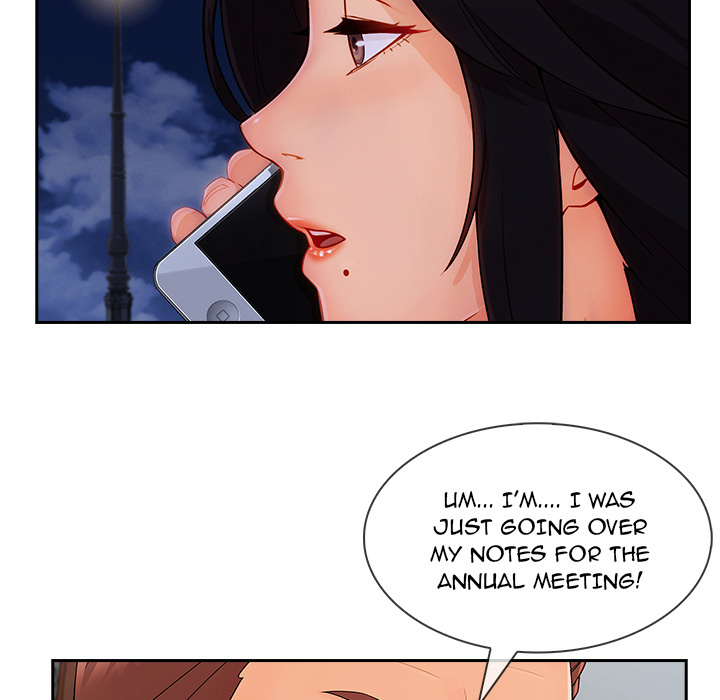 UM... I'M.... I WAS
JUST GOING OVER
MY NOTES FOR THE
ANNUAL MEETING!